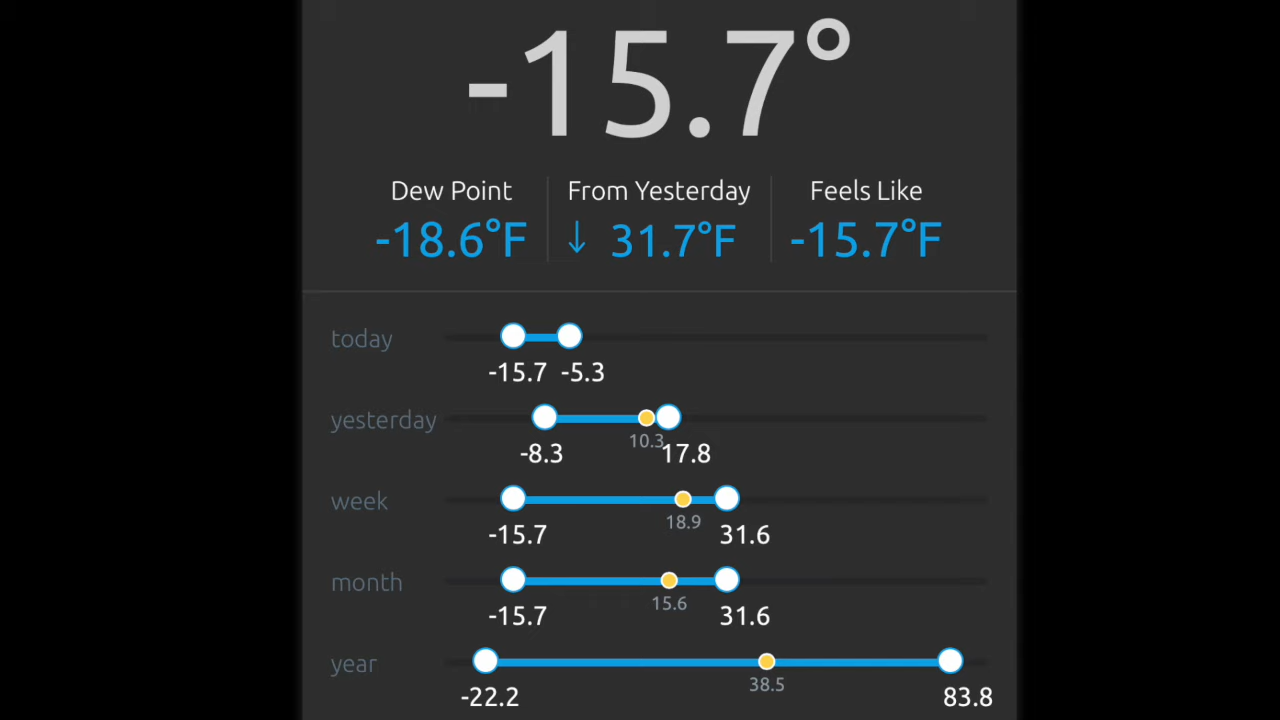 -15.7°
Dew Point From Yesterday Feels Like
-18.6°F ↓ 31.7°F -15.7°F
today
-15.7 -5.3
yesterday
10.3
-8.3 17.8
week
18.9
-15.7 31.6
month
15.6
-15.7 31.6
year
38.5
-22.2 83.8